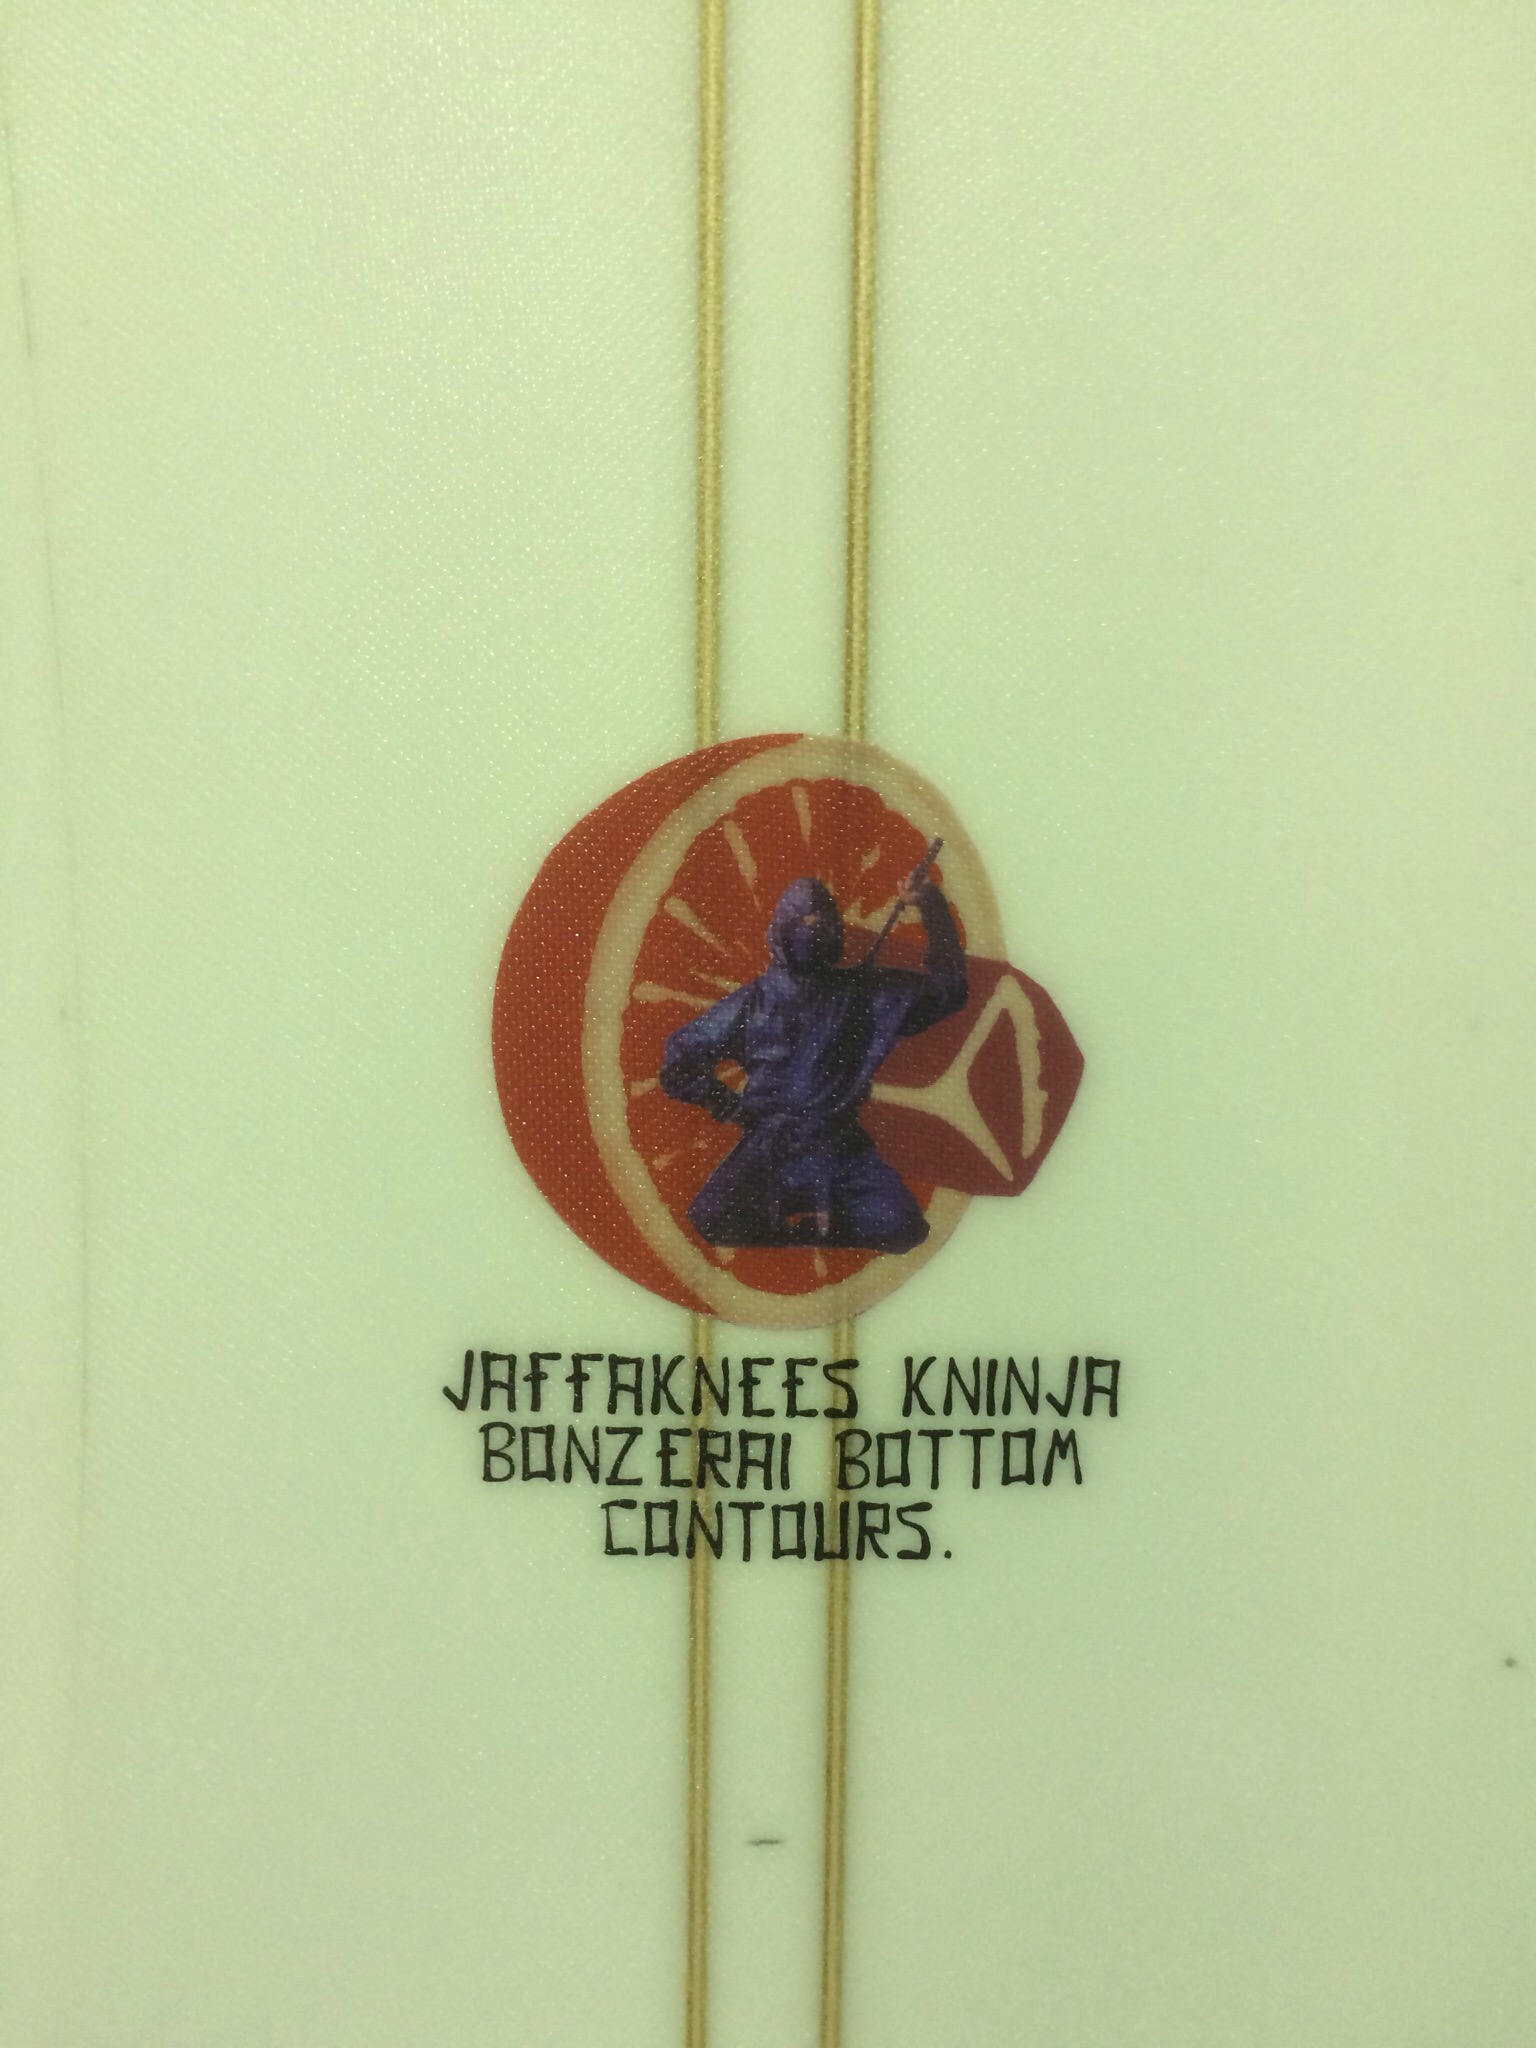 JAFFAKNEES KNINJA
BONZERAI BOTTOM
CONTOURS.